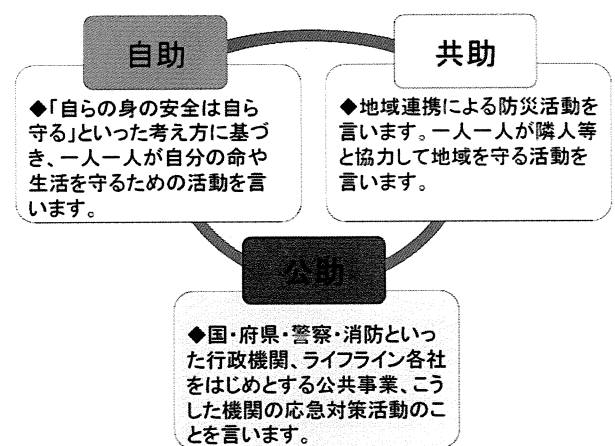 自助
◆「自らの身の安全は自ら
守る」といった考え方に基づ
き、一人一人が自分の命や
生活を守るための活動を言
います。
共助
◆地域連携による防災活動を
言います。一人一人が隣人等
と協力して地域を守る活動を
言います。
公助
◆国・府県・警察・消防といっ
た行政機関、ライフライン各社
をはじめとする公共事業、こう
した機関の応急対策活動のこ
とを言います。